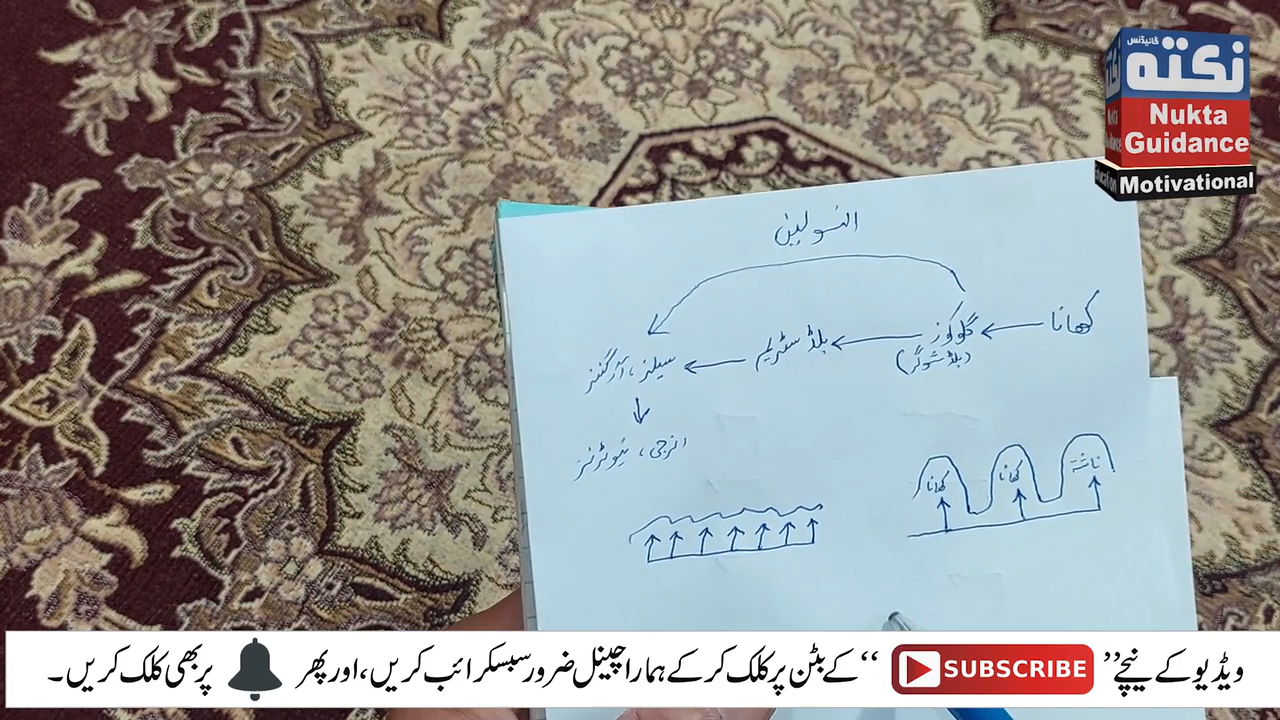 گائیڈنس
نکتہ
Nukta
Guidance
Motivational
انسولین
کھانا
گلوکوز
(بلڈ شوگر)
بلڈ سٹریم
سیلز، آرگنز
انرجی، نیوٹرنز
ناشتہ
کھانا
کھانا
ویڈیو کے نیچے ”SUBSCRIBE“ کے بٹن پر کلک کر کے ہمارا چینل ضرور سبسکرائب کریں، اور پھر پر بھی کلک کریں۔